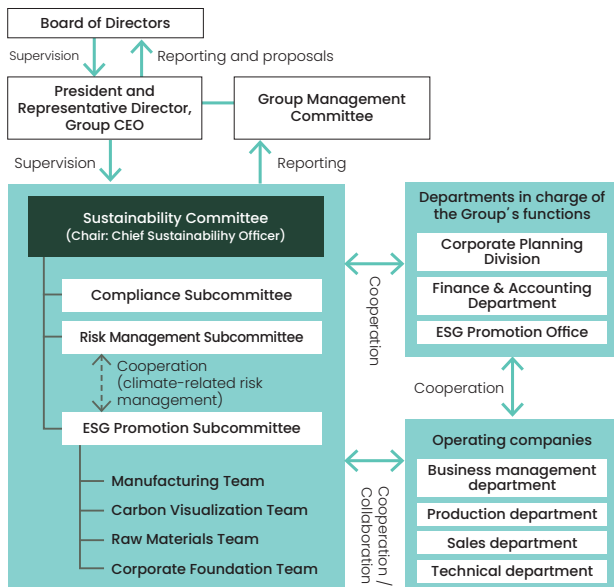 Board of Directors
Supervision
Reporting and proposals
President and
Representative Director,
Group CEO
Group Management
Committee
Supervision
Reporting
Sustainability Committee
(Chair: Chief Sustainability Officer)
Compliance Subcommittee
Risk Management Subcommittee
Cooperation
(climate-related risk
management)
ESG Promotion Subcommittee
Manufacturing Team
Carbon Visualization Team
Raw Materials Team
Corporate Foundation Team
Cooperation
Cooperation /
Collaboration
Departments in charge of
the Group's functions
Corporate Planning
Division
Finance & Accounting
Department
ESG Promotion Office
Cooperation
Operating companies
Business management
department
Production department
Sales department
Technical department